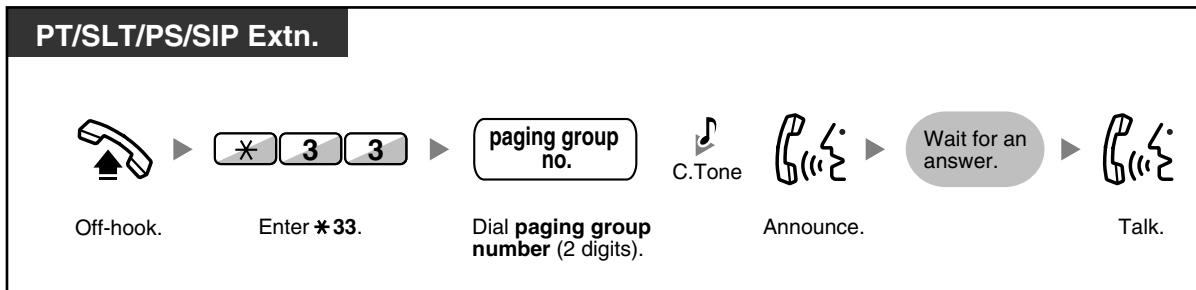 PT/SLT/PS/SIP Extn.
* 3 3
paging group
no.
C.Tone
Wait for an
answer.
Off-hook.
Enter *33.
Dial paging group
number (2 digits).
Announce.
Talk.